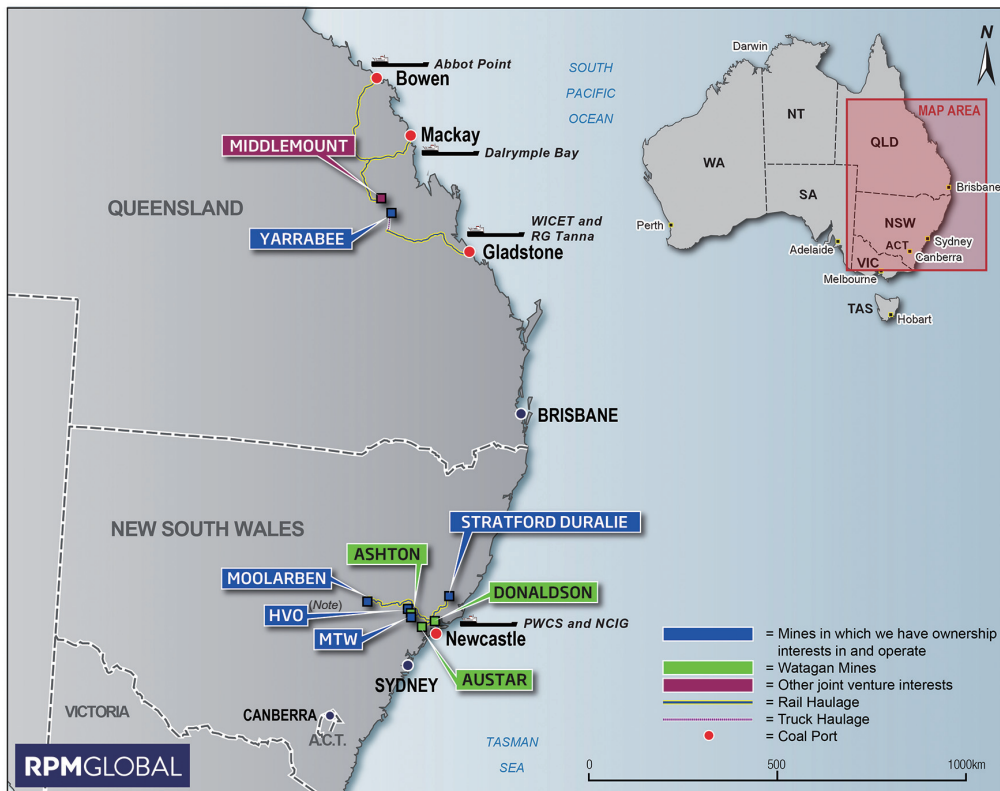 Abbot Point
Bowen
SOUTH
PACIFIC
OCEAN
Mackay
Dalrymple Bay
MIDDLEMOUNT
QUEENSLAND
YARRABEE
WICET and
RG Tanna
Gladstone
BRISBANE
NEW SOUTH WALES
STRATFORD DURALIE
ASHTON
MOOLARBEN
DONALDSON
HVO
(Note)
MTW
PWCS and NCIG
Newcastle
AUSTAR
SYDNEY
VICTORIA
CANBERRA
A.C.T.
TASMAN
SEA
RPMGLOBAL
N
MAP AREA
Darwin
NT
QLD
WA
SA
Brisbane
NSW
Perth
Adelaide
ACT
Sydney
Canberra
VIC
Melbourne
TAS
Hobart
= Mines in which we have ownership
interests in and operate
= Watagan Mines
= Other joint venture interests
= Rail Haulage
= Truck Haulage
= Coal Port
0 500 1000km